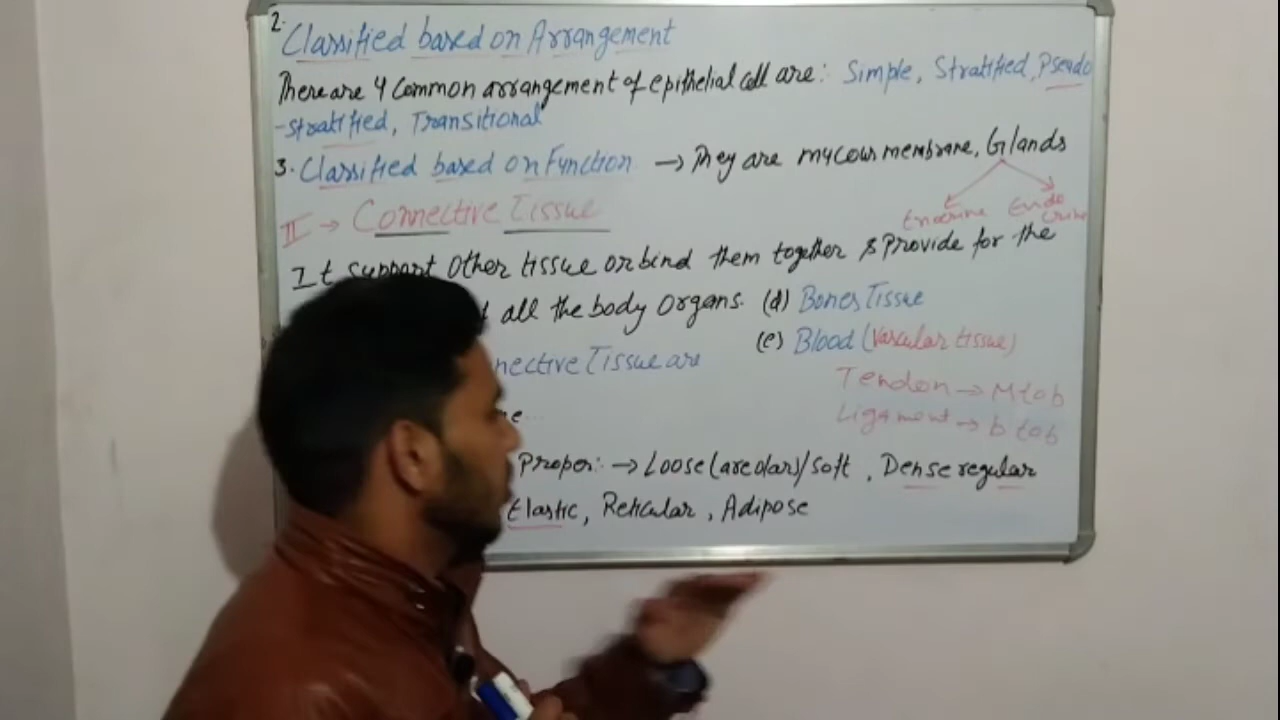 2.
Classified based on Arrangement
There are 4 Common arrangement of epithelial cell are: Simple, Stratified, Pseudo
-stratified, Transitional
3. Classified based on Function → They are mycous membrane, Glands
Endo
crine
II → Connective Tissue
It support other tissue or bind them together & Provide for the
all the body organs. (d) Bones Tissue
(e) Blood (Vascular tissue)
nective Tissue are
Tendon → M to b
Ligament → b to b
Proper: → Loose (areolar)/soft, Dense regular
Elastic, Reticular, Adipose